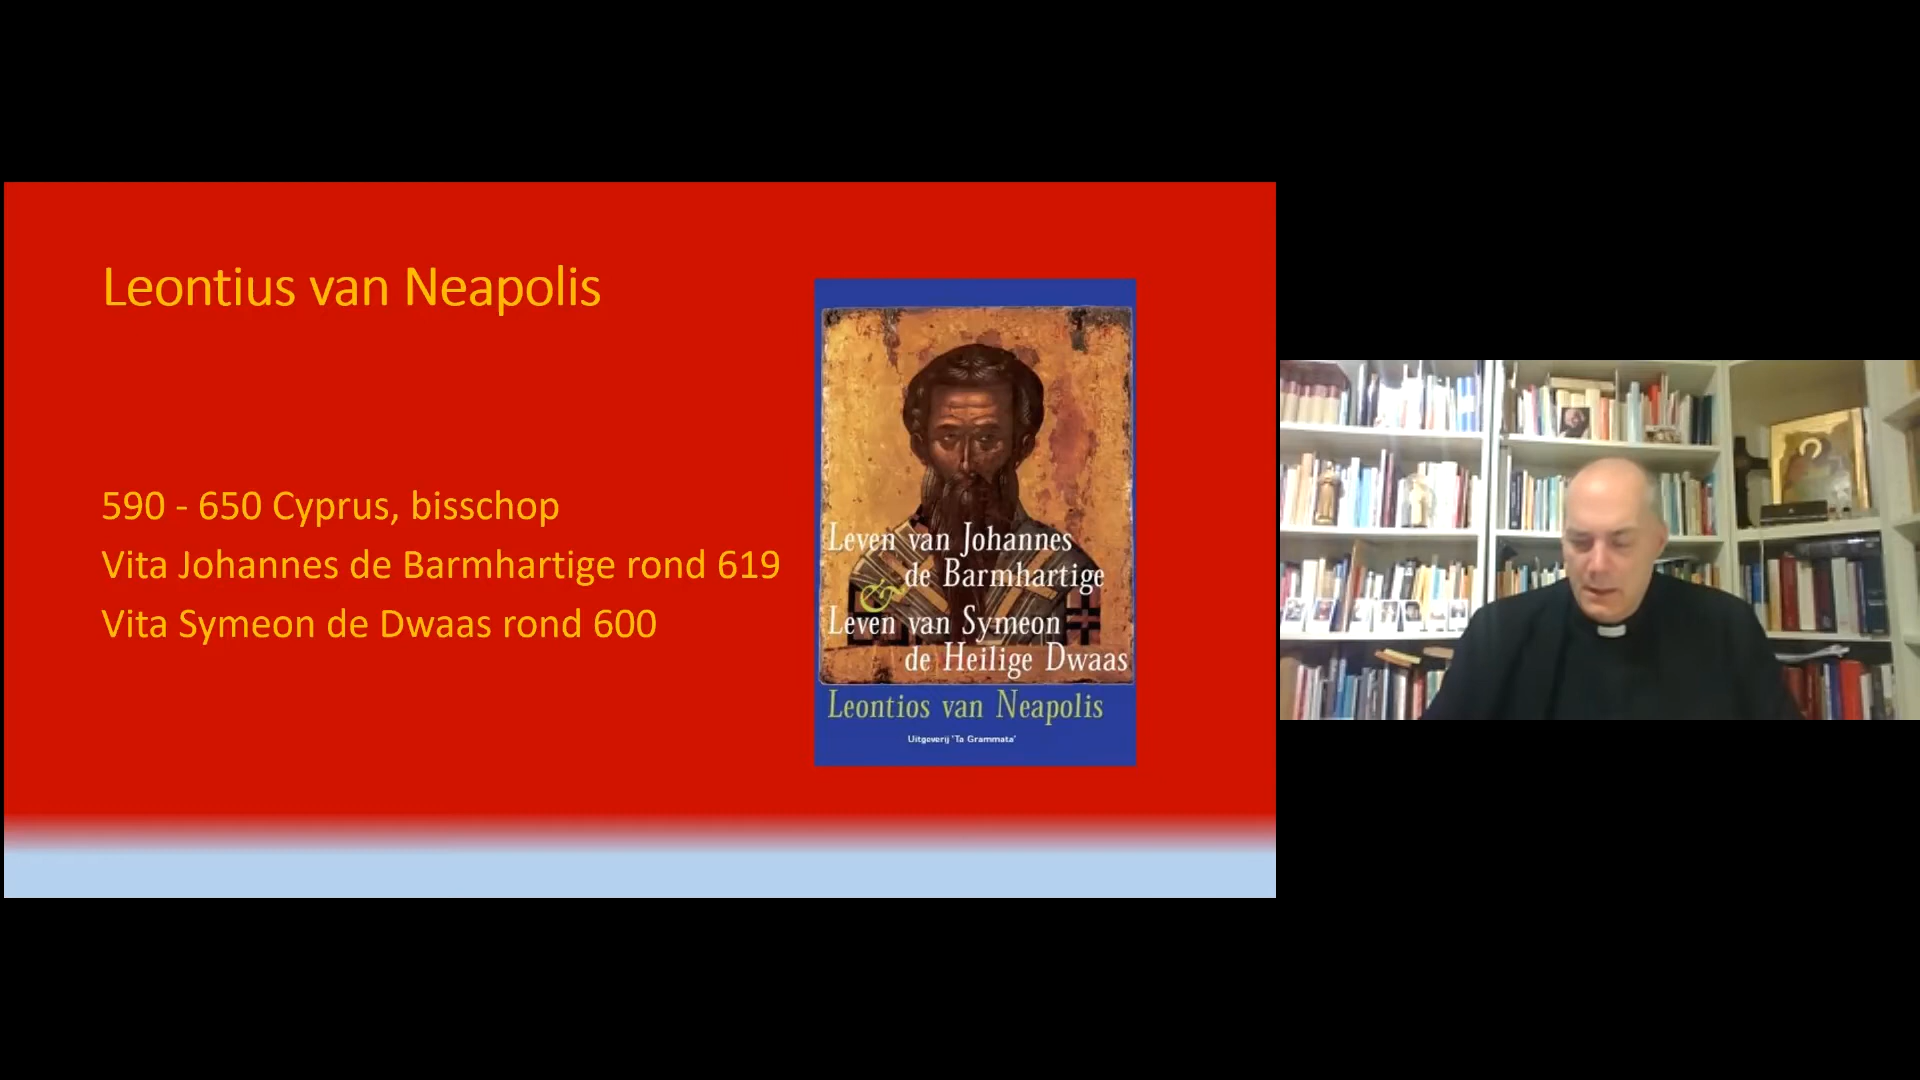 Leontius van Neapolis
590 - 650 Cyprus, bisschop
Vita Johannes de Barmhartige rond 619
Vita Symeon de Dwaas rond 600
Leven van Johannes
de Barmhartige
&
Leven van Symeon
de Heilige Dwaas
Leontios van Neapolis
Uitgeverij 'Ta Grammata'